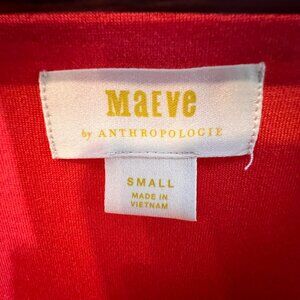 MAEVE
by ANTHROPOLOGIE
SMALL
MADE IN
VIETNAM